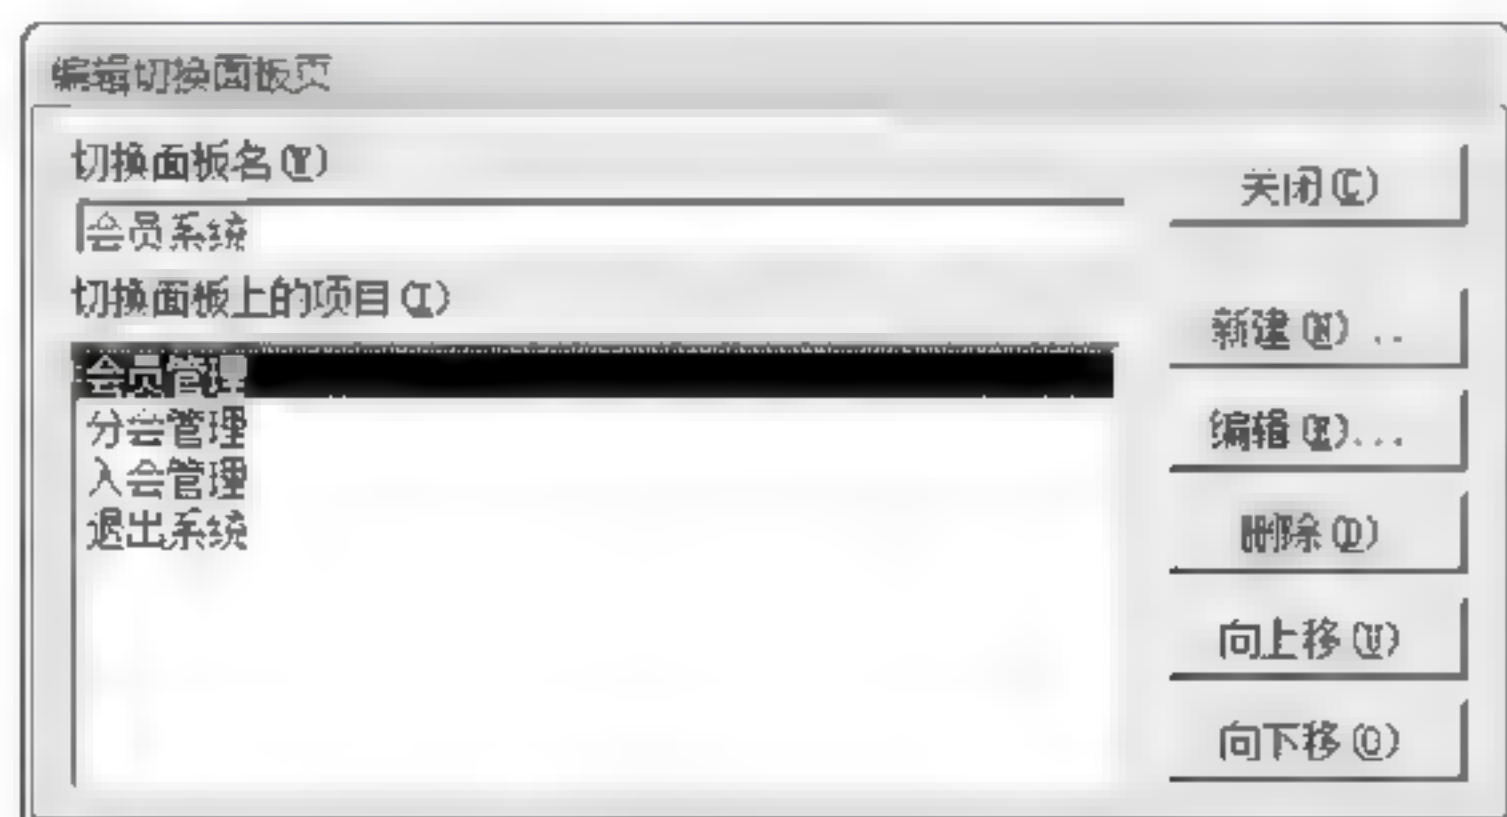 编辑切换面板页
切换面板名(W)
会员系统
切换面板上的项目(I)
会员管理
分会管理
入会管理
退出系统
关闭(C)
新建(N)...
编辑(E)...
删除(D)
向上移(U)
向下移(O)